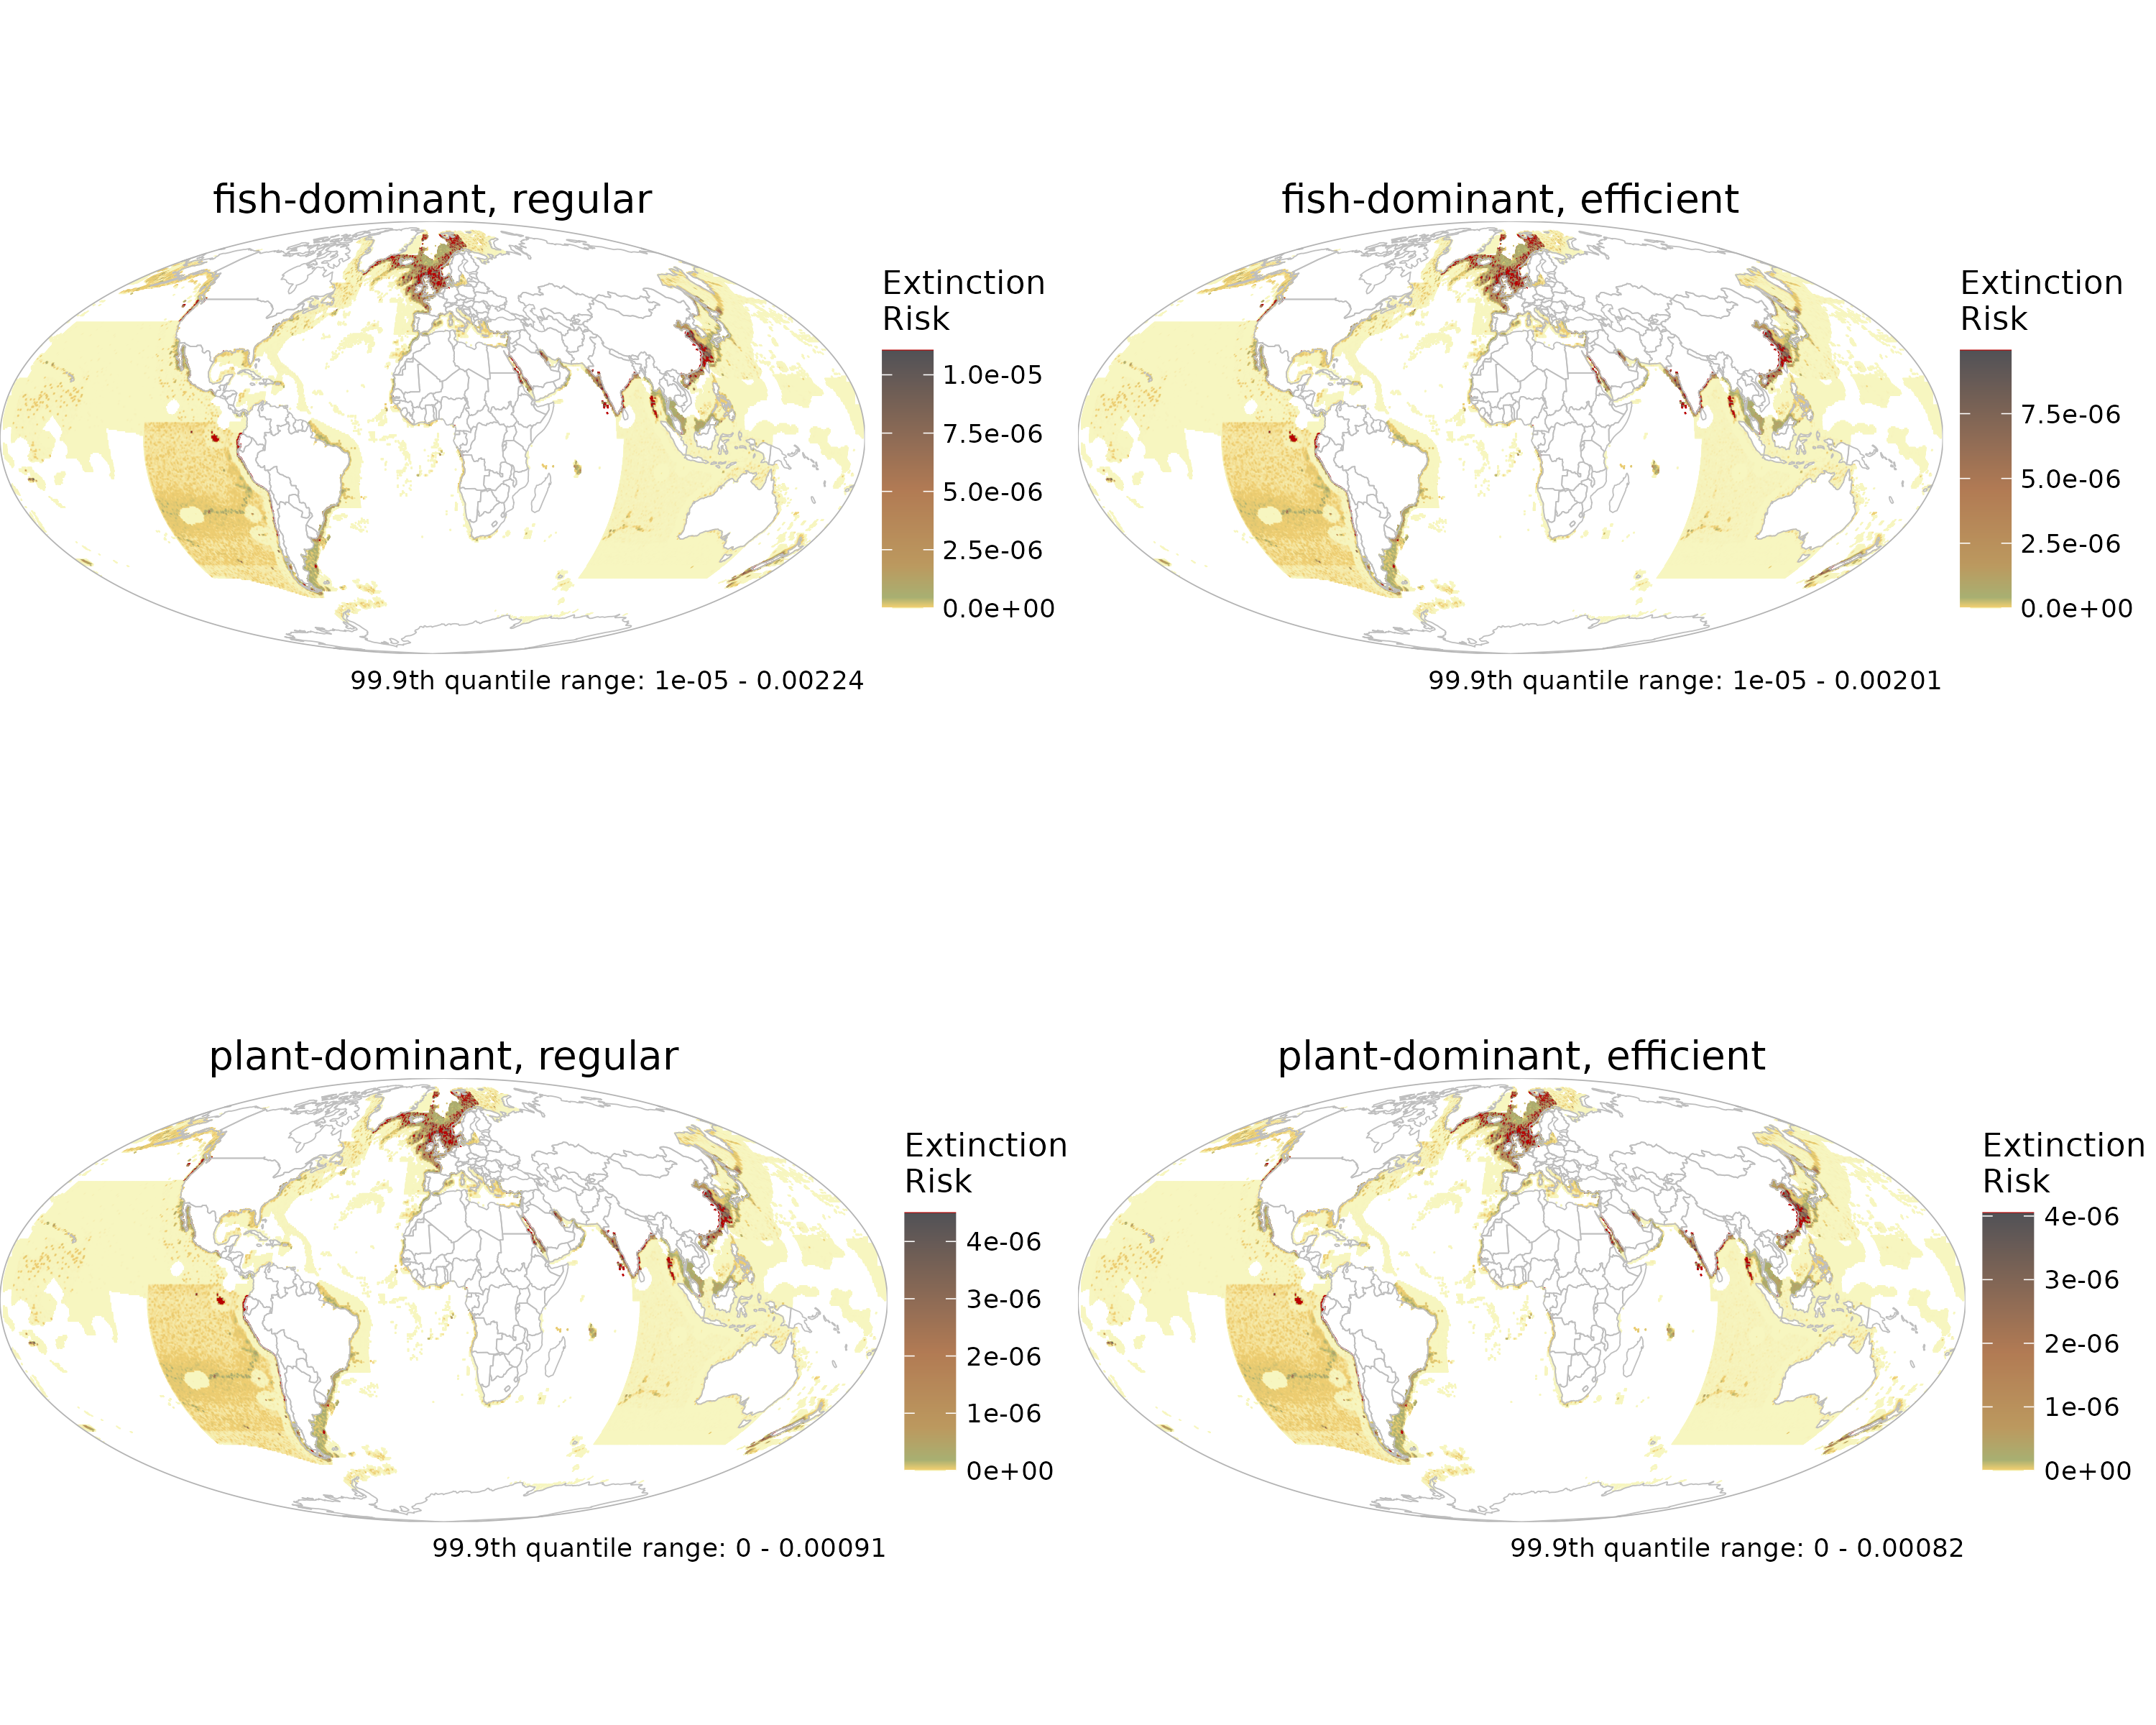 fish-dominant, regular
Extinction
Risk
1.0e-05
7.5e-06
5.0e-06
2.5e-06
0.0e+00
99.9th quantile range: 1e-05 - 0.00224
fish-dominant, efficient
Extinction
Risk
7.5e-06
5.0e-06
2.5e-06
0.0e+00
99.9th quantile range: 1e-05 - 0.00201
plant-dominant, regular
Extinction
Risk
4e-06
3e-06
2e-06
1e-06
0e+00
99.9th quantile range: 0 - 0.00091
plant-dominant, efficient
Extinction
Risk
4e-06
3e-06
2e-06
1e-06
0e+00
99.9th quantile range: 0 - 0.00082